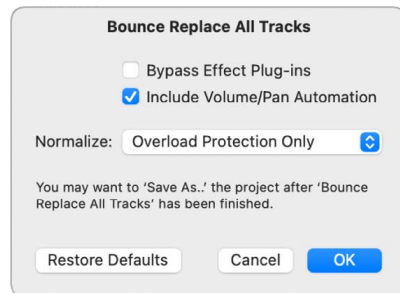 Bounce Replace All Tracks
Bypass Effect Plug-ins
Include Volume/Pan Automation
Normalize: Overload Protection Only
You may want to 'Save As..' the project after 'Bounce
Replace All Tracks' has been finished.
Restore Defaults Cancel OK